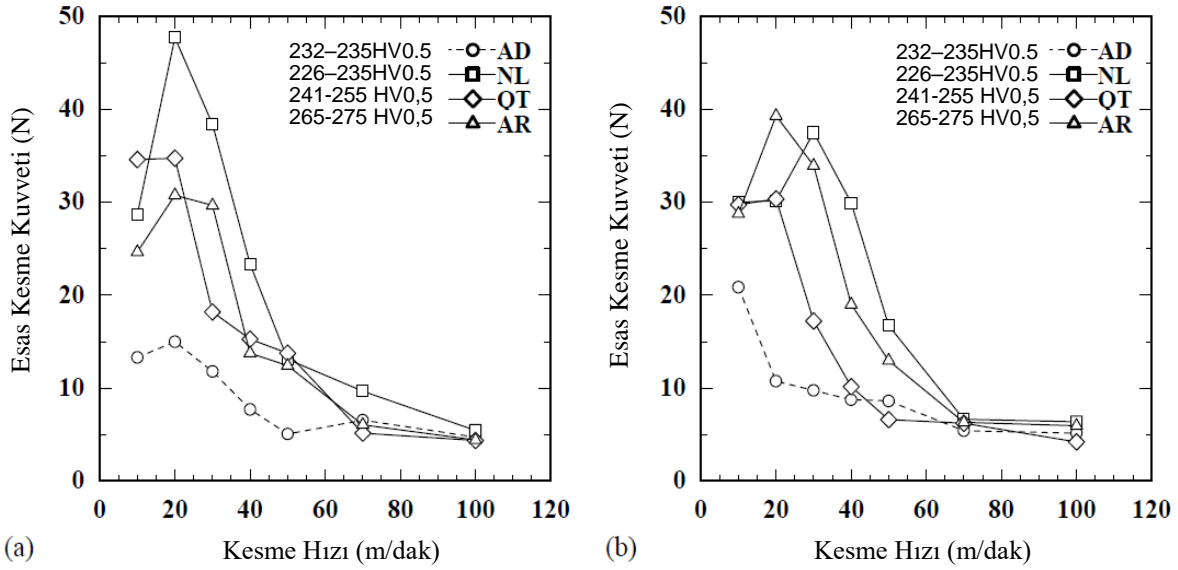 50
40
30
20
10
0
Esas Kesme Kuvveti (N)
232–235HV0.5 AD
226–235HV0.5 NL
241-255 HV0,5 QT
265-275 HV0,5 AR
0 20 40 60 80 100 120
(a) Kesme Hızı (m/dak)
50
40
30
20
10
0
Esas Kesme Kuvveti (N)
232–235HV0.5 AD
226–235HV0.5 NL
241-255 HV0,5 QT
265-275 HV0,5 AR
0 20 40 60 80 100 120
(b) Kesme Hızı (m/dak)